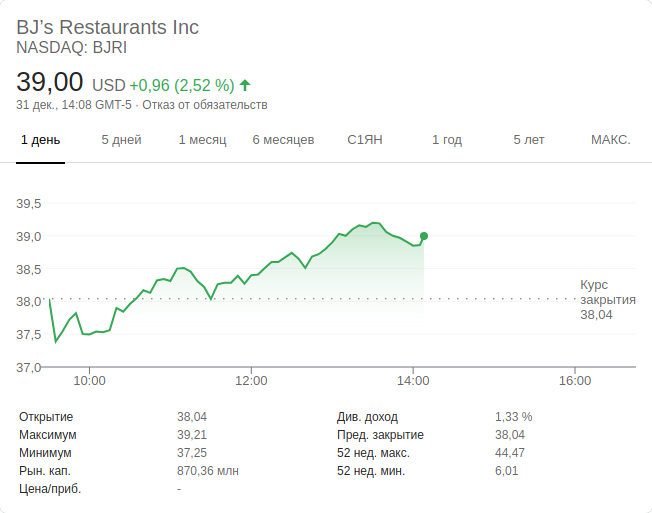 BJ’s Restaurants Inc
NASDAQ: BJRI
39,00 USD +0,96 (2,52 %)
31 дек., 14:08 GMT-5 · Отказ от обязательств
1 день 5 дней 1 месяц 6 месяцев С1ЯН 1 год 5 лет МАКС.
39,5
39,0
38,5
38,0
37,5
37,0
Курс
закрытия
38,04
10:00 12:00 14:00 16:00
Открытие 38,04 Див. доход 1,33 %
Максимум 39,21 Пред. закрытие 38,04
Минимум 37,25 52 нед. макс. 44,47
Рын. кап. 870,36 млн 52 нед. мин. 6,01
Цена/приб. -